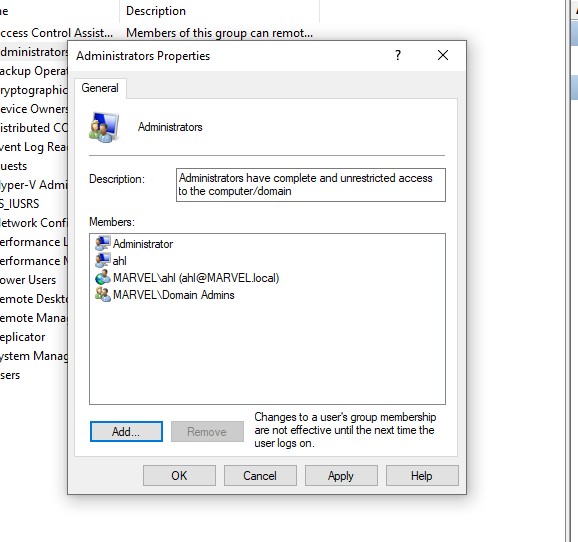 ne Description
ccess Control Assist... Members of this group can remot...
dministrators
Administrators Properties
?
General
Administrators
Description: Administrators have complete and unrestricted access
to the computer/domain
Members:
Administrator
ahl
MARVEL\ahl (ahl@MARVEL.local)
MARVEL\Domain Admins
Add... Remove
Changes to a user's group membership
are not effective until the next time the
user logs on.
OK Cancel Apply Help
ackup Operat
ryptographic
evice Owners
istributed CO
vent Log Rea
uests
yper-V Admi
S_IUSRS
etwork Confi
erformance L
erformance M
ower Users
emote Deskt
emote Mana
eplicator
ystem Manag
sers